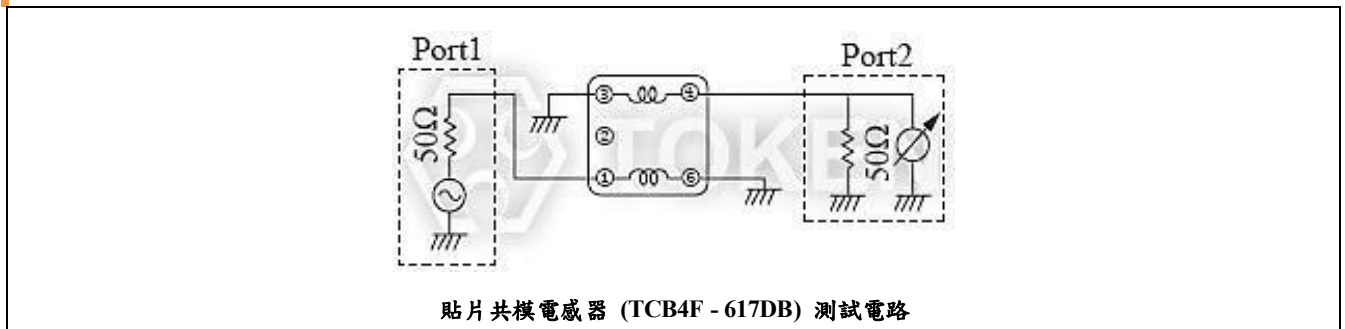 Port1
Port2
50Ω
③ ④
②
① ⑥
50Ω
TOKEN
貼片共模電感器 (TCB4F - 617DB) 測試電路